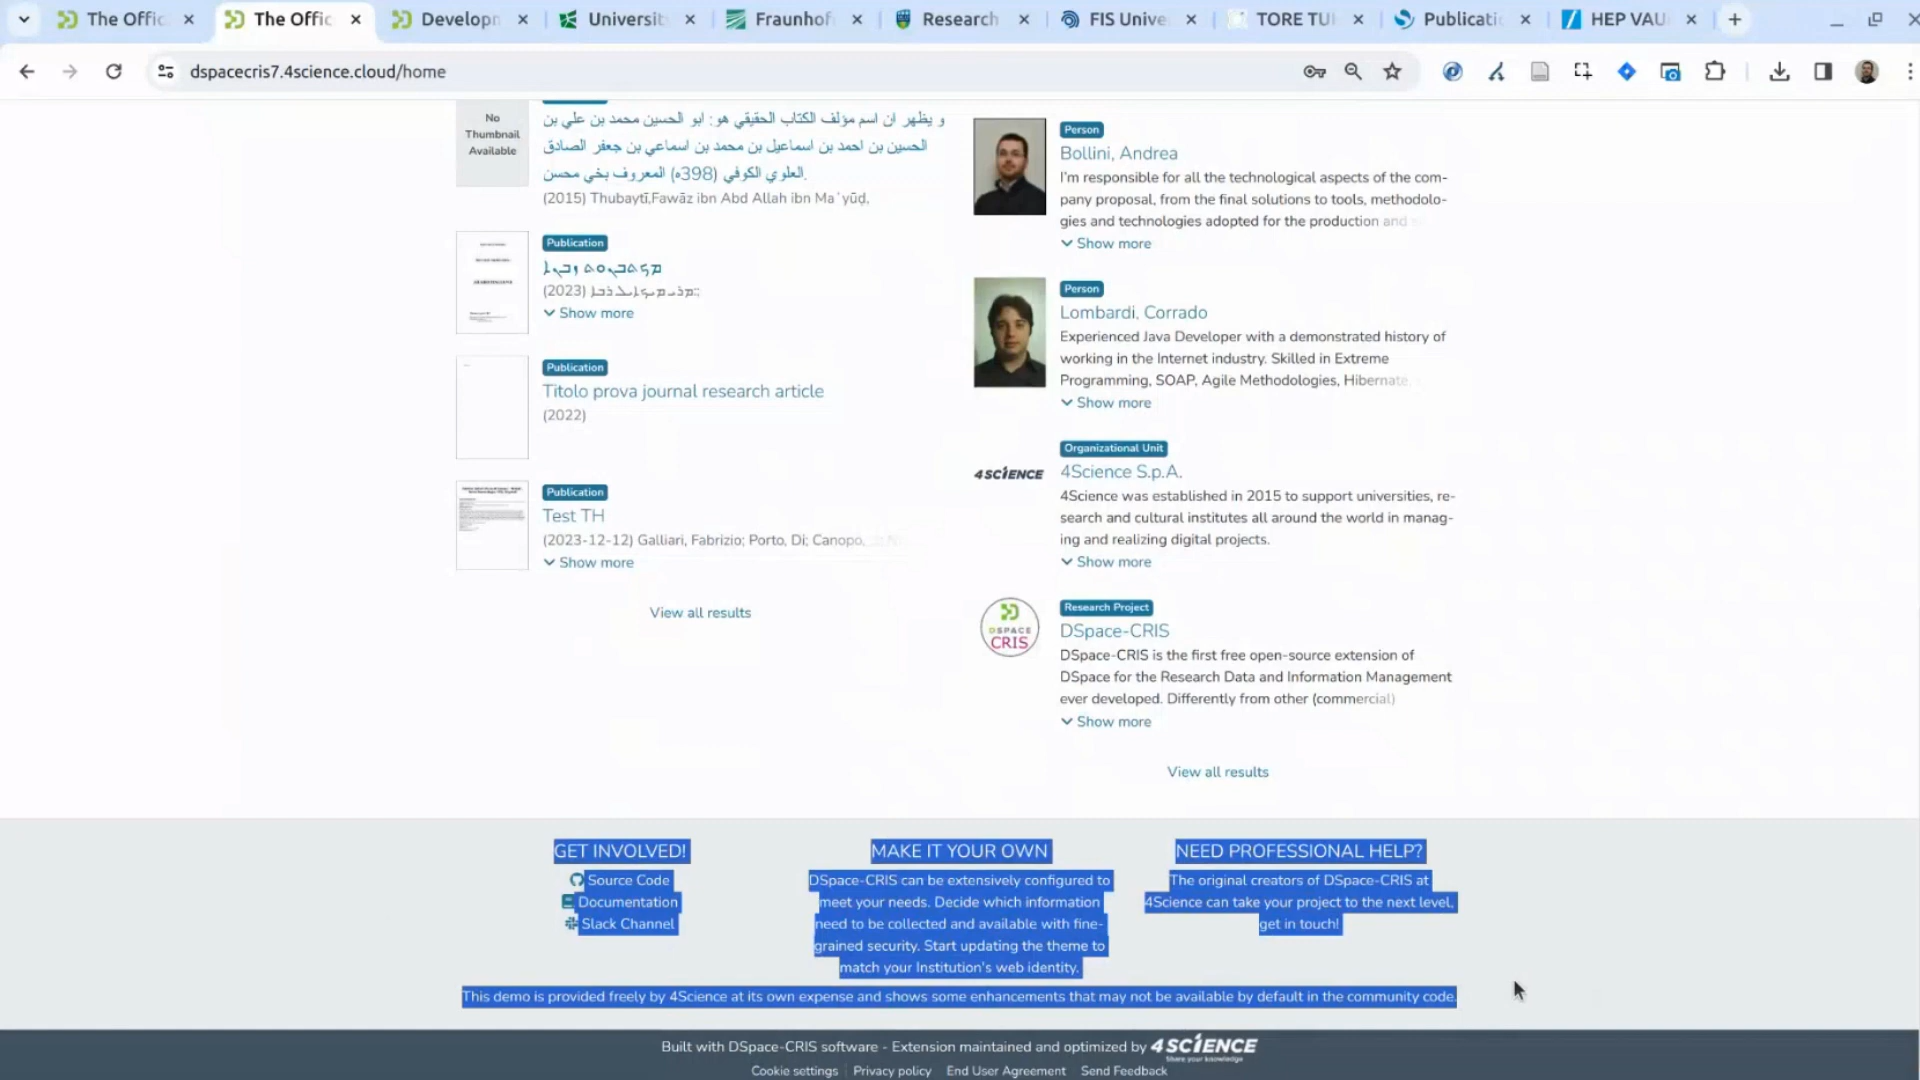 The Offic
The Offic
Developn
Universit
Fraunhof
Research
FIS Unive
TORE TUI
Publicati
HEP VAU
dspacecris7.4science.cloud/home
No
Thumbnail
Available
و يظهر ان اسم مؤلف الكتاب الحقيقي هو: ابو الحسين محمد بن علي بن
الحسين بن احمد بن اسماعيل بن محمد بن اسماعي بن جعفر الصادق
العلوي الكوفي (398ه) المعروف بخي محسن.
(2015) Thubaytī,Fawāz ibn Abd Allah ibn Maʿyūḍ,
Publication
(2023)
Show more
Publication
Titolo prova journal research article
(2022)
Publication
Test TH
(2023-12-12) Galliari, Fabrizio; Porto, Di; Canopo,
Show more
View all results
Person
Bollini, Andrea
I'm responsible for all the technological aspects of the com-
pany proposal, from the final solutions to tools, methodolo-
gies and technologies adopted for the production and
Show more
Person
Lombardi, Corrado
Experienced Java Developer with a demonstrated history of
working in the Internet industry. Skilled in Extreme
Programming, SOAP, Agile Methodologies, Hibernate,
Show more
4SCIENCE
Organizational Unit
4Science S.p.A.
4Science was established in 2015 to support universities, re-
search and cultural institutes all around the world in manag-
ing and realizing digital projects.
Show more
DSPACE
CRIS
Research Project
DSpace-CRIS
DSpace-CRIS is the first free open-source extension of
DSpace for the Research Data and Information Management
ever developed. Differently from other (commercial)
Show more
View all results
GET INVOLVED!
Source Code
Documentation
Slack Channel
MAKE IT YOUR OWN
DSpace-CRIS can be extensively configured to
meet your needs. Decide which information
need to be collected and available with fine-
grained security. Start updating the theme to
match your Institution's web identity.
NEED PROFESSIONAL HELP?
The original creators of DSpace-CRIS at
4Science can take your project to the next level,
get in touch!
This demo is provided freely by 4Science at its own expense and shows some enhancements that may not be available by default in the community code.
Built with DSpace-CRIS software - Extension maintained and optimized by 4SCIENCE
Share your knowledge
Cookie settings Privacy policy End User Agreement Send Feedback